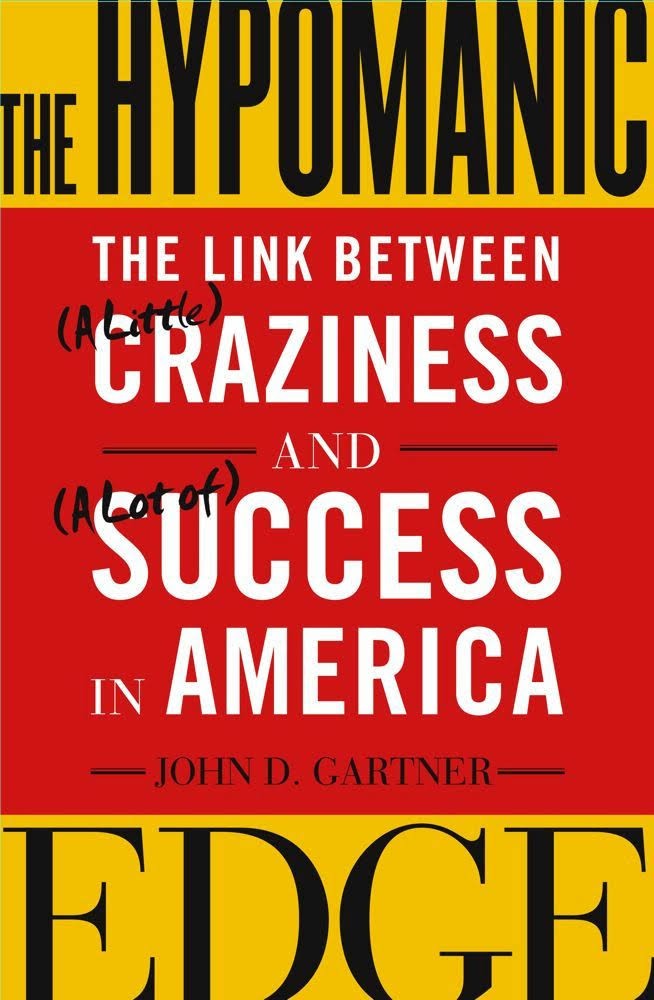 THE HYPOMANIC
THE LINK BETWEEN
(A Little)
CRAZINESS
AND
(A Lot of)
SUCCESS
IN AMERICA
JOHN D. GARTNER
EDGE